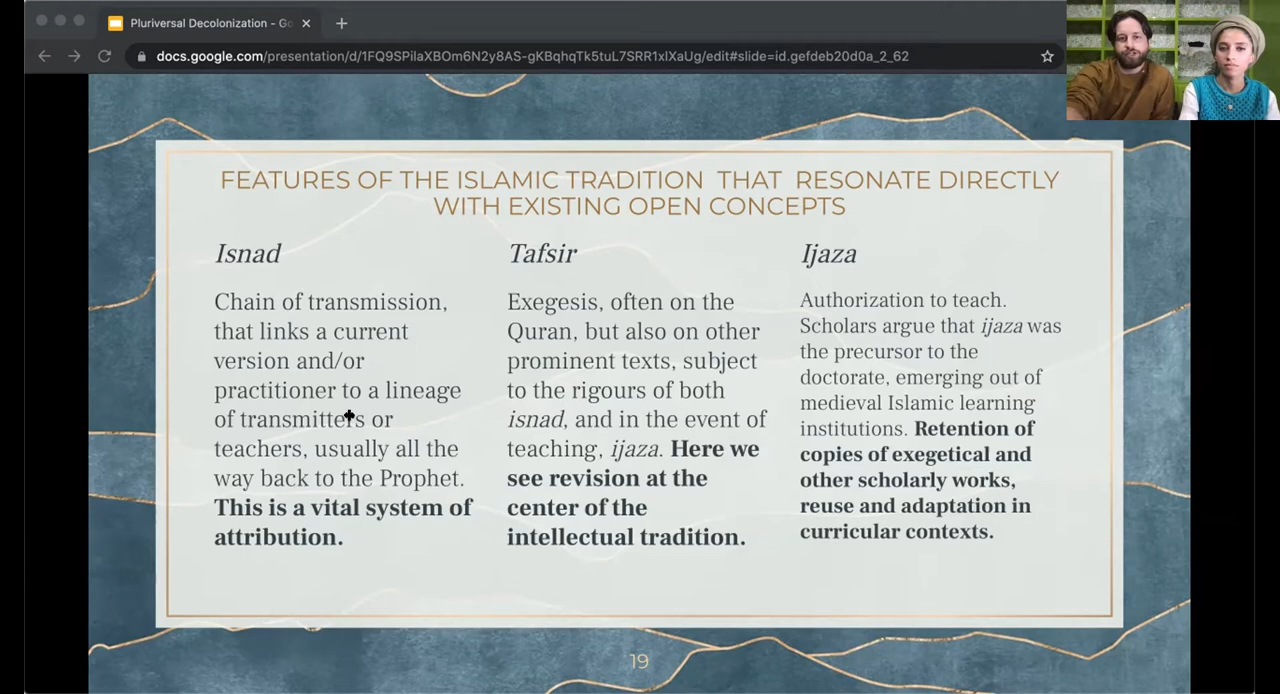 Pluriversal Decolonization - Go
docs.google.com/presentation/d/1FQ9SPilaXBOm6N2y8AS-gKBqhqTk5tuL7SRR1xlXaUg/edit#slide=id.gefdeb20d0a_2_62
FEATURES OF THE ISLAMIC TRADITION THAT RESONATE DIRECTLY
WITH EXISTING OPEN CONCEPTS
Isnad
Chain of transmission,
that links a current
version and/or
practitioner to a lineage
of transmitters or
teachers, usually all the
way back to the Prophet.
This is a vital system of
attribution.
Tafsir
Exegesis, often on the
Quran, but also on other
prominent texts, subject
to the rigours of both
isnad, and in the event of
teaching, ijaza. Here we
see revision at the
center of the
intellectual tradition.
Ijaza
Authorization to teach.
Scholars argue that ijaza was
the precursor to the
doctorate, emerging out of
medieval Islamic learning
institutions. Retention of
copies of exegetical and
other scholarly works,
reuse and adaptation in
curricular contexts.
19